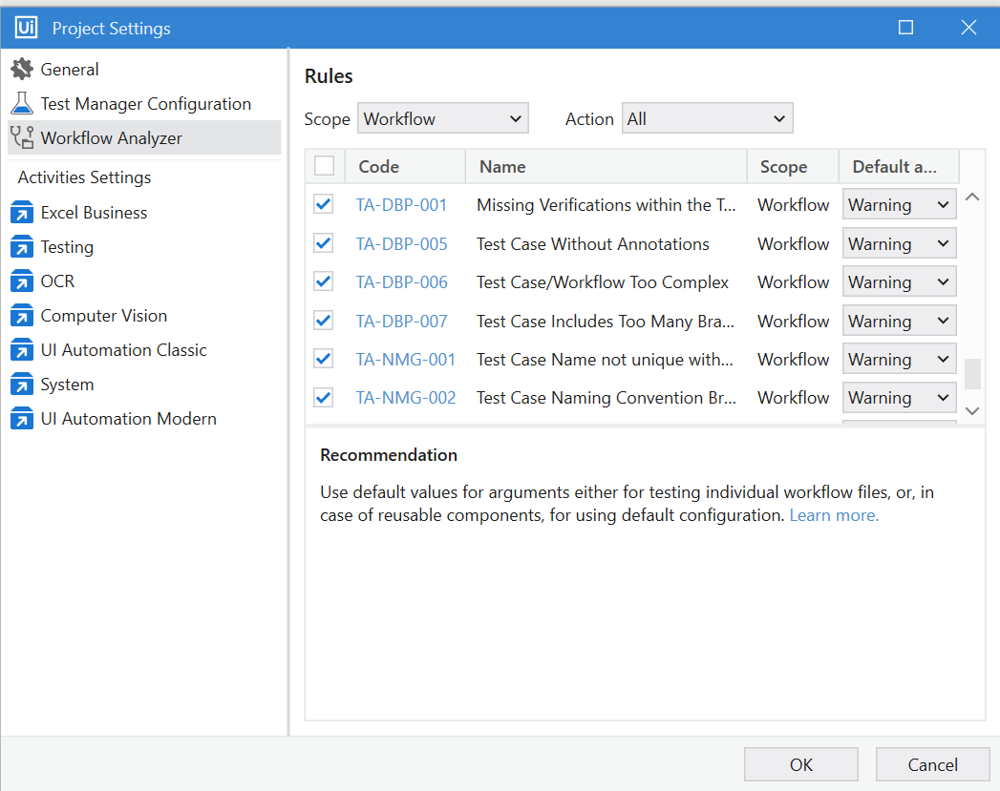 Ui Project Settings
General
Test Manager Configuration
Workflow Analyzer
Activities Settings
Excel Business
Testing
OCR
Computer Vision
UI Automation Classic
System
UI Automation Modern
Rules
Scope Workflow Action All
Code Name Scope Default a...
TA-DBP-001 Missing Verifications within the T... Workflow Warning
TA-DBP-005 Test Case Without Annotations Workflow Warning
TA-DBP-006 Test Case/Workflow Too Complex Workflow Warning
TA-DBP-007 Test Case Includes Too Many Bra... Workflow Warning
TA-NMG-001 Test Case Name not unique with... Workflow Warning
TA-NMG-002 Test Case Naming Convention Br... Workflow Warning
Recommendation
Use default values for arguments either for testing individual workflow files, or, in
case of reusable components, for using default configuration. Learn more.
OK Cancel